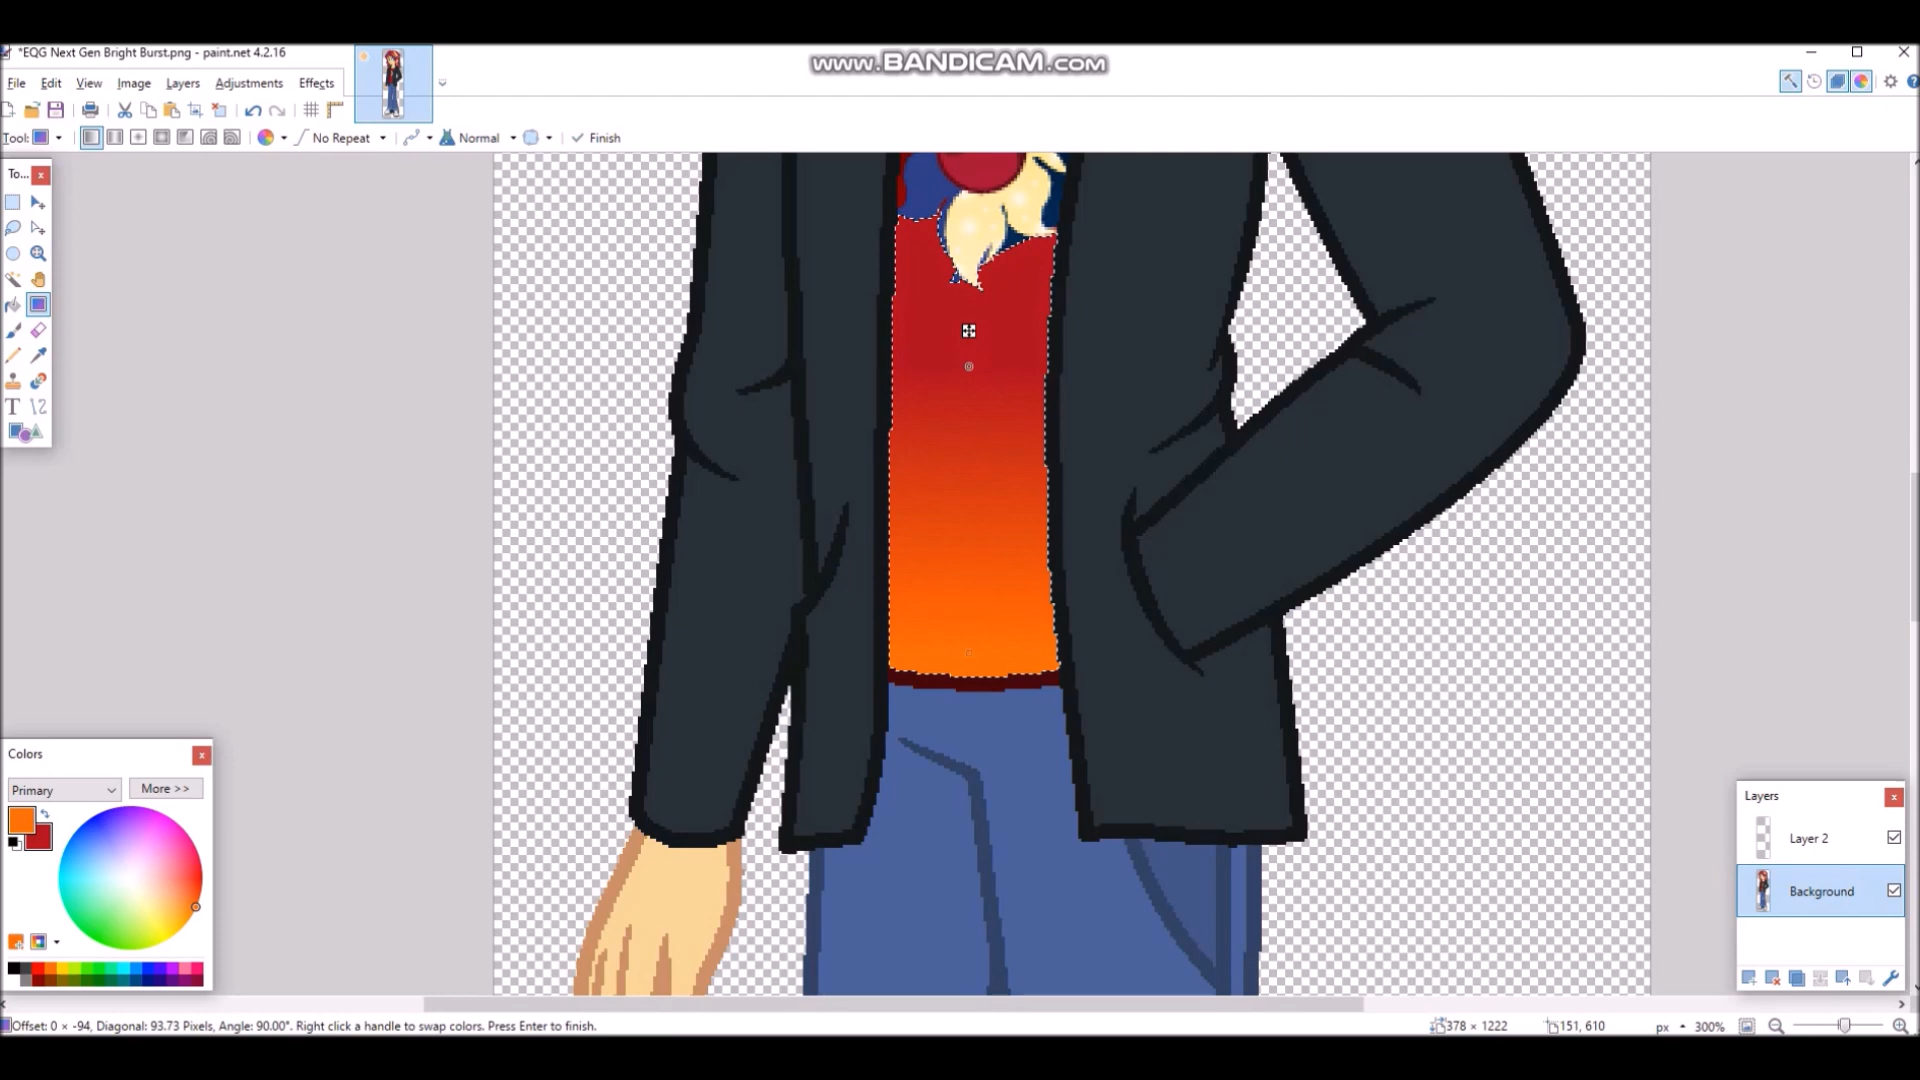 *EQG Next Gen Bright Burst.png - paint.net 4.2.16
www.BANDICAM.com
File Edit View Image Layers Adjustments Effects
Tool: No Repeat Normal Finish
To...
T
Colors
Primary More >>
Layers
Layer 2
Background
Offset: 0 × -94, Diagonal: 93.73 Pixels, Angle: 90.00°. Right click a handle to swap colors. Press Enter to finish.
378 × 1222 151, 610 px 300%